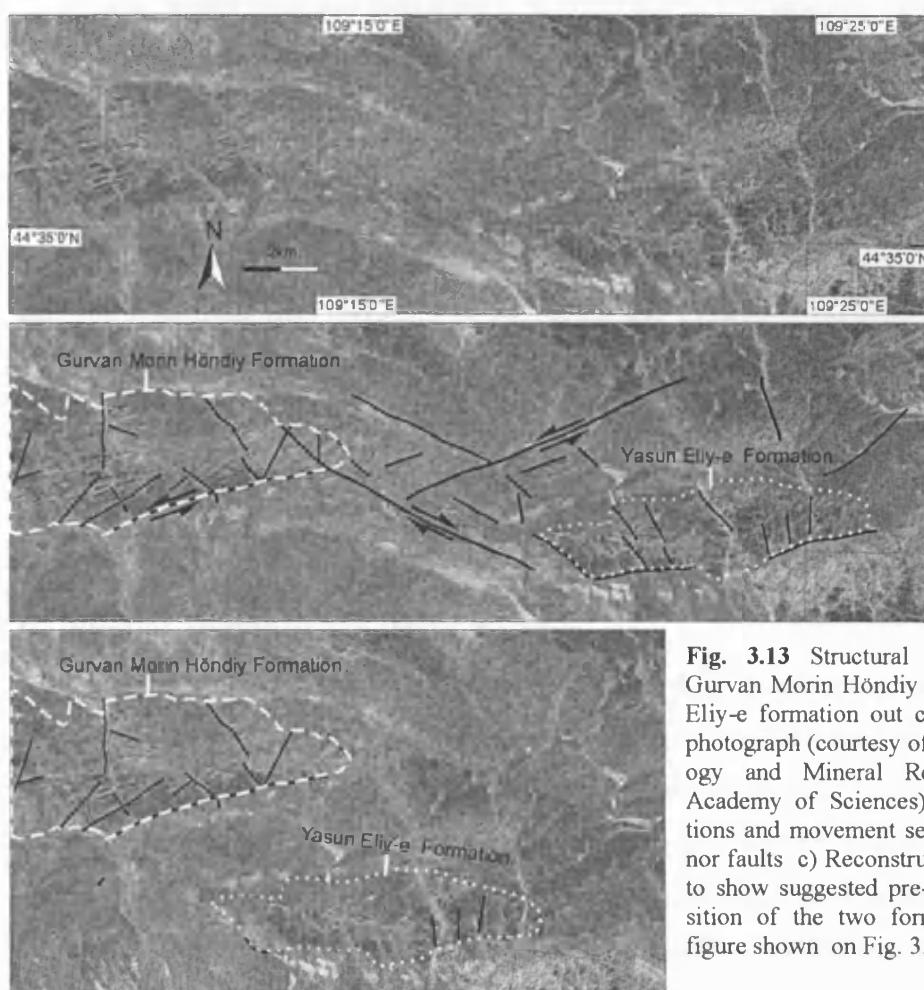 109°15'0"E
109°25'0"E
44°35'0"N
N
2km
44°35'0"N
109°15'0"E
109°25'0"E
Gurvan Morin Höndiy Formation
Yasun Eliy-e Formation
Gurvan Morin Höndiy Formation
Yasun Eliy-e Formation
Fig. 3.13 Structural
Gurvan Morin Höndiy
Eliy-e formation out c
photograph (courtesy of
ogy and Mineral Re
Academy of Sciences)
tions and movement se
nor faults c) Reconstru
to show suggested pre-
sition of the two form
figure shown on Fig. 3.